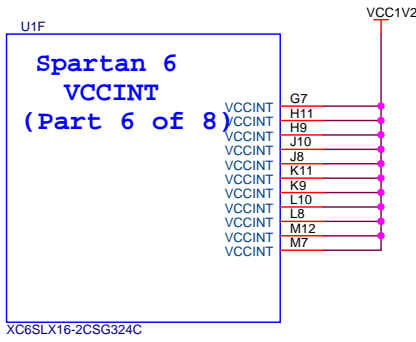 VCC1V2
U1F
Spartan 6
VCCINT
(Part 6 of 8)
VCCINT G7
VCCINT H11
VCCINT H9
VCCINT J10
VCCINT J8
VCCINT K11
VCCINT K9
VCCINT L10
VCCINT L8
VCCINT M12
VCCINT M7
XC6SLX16-2CSG324C